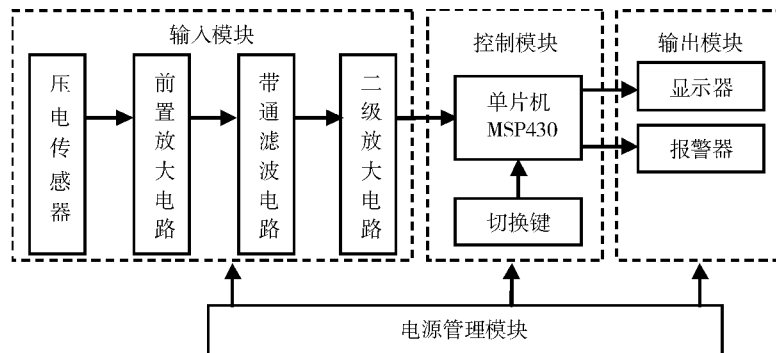 输入模块
压电传感器
前置放大电路
带通滤波电路
二级放大电路
控制模块
单片机
MSP430
切换键
输出模块
显示器
报警器
电源管理模块